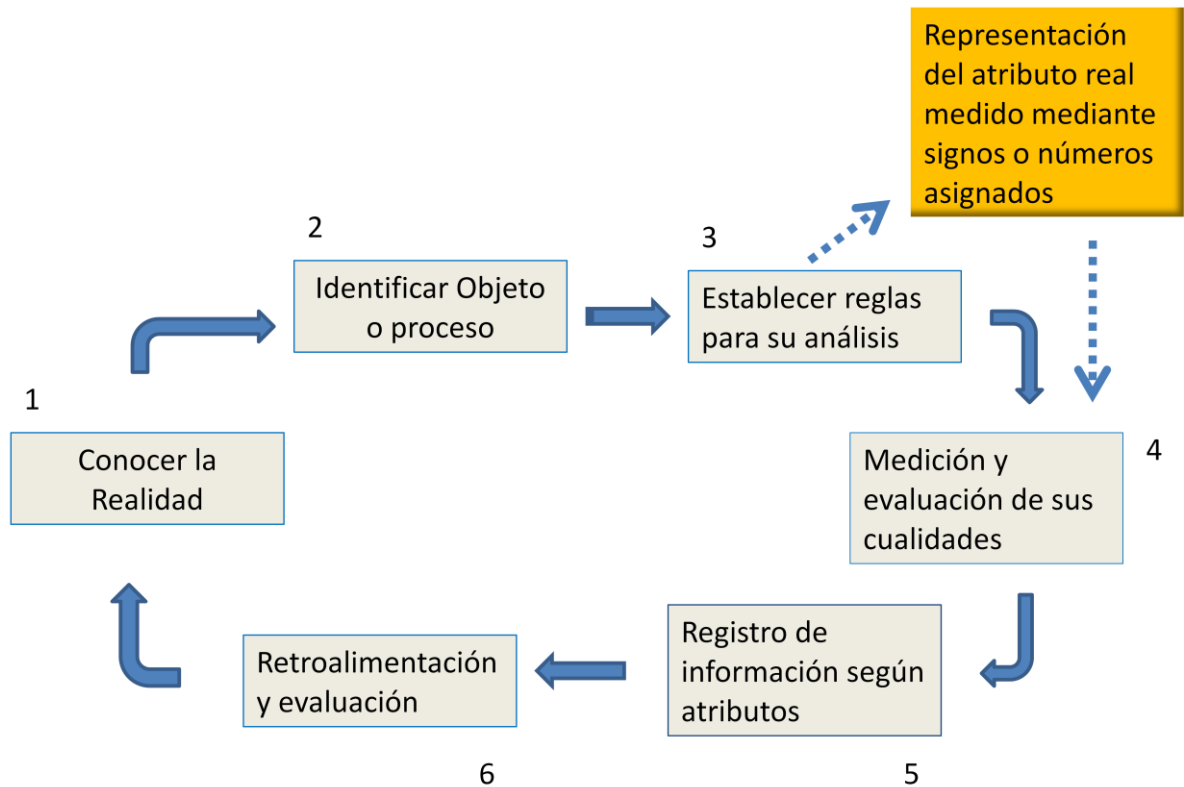 Representación
del atributo real
medido mediante
signos o números
asignados
2
Identificar Objeto
o proceso
3
Establecer reglas
para su análisis
1
Conocer la
Realidad
4
Medición y
evaluación de sus
cualidades
Registro de
información según
atributos
5
Retroalimentación
y evaluación
6